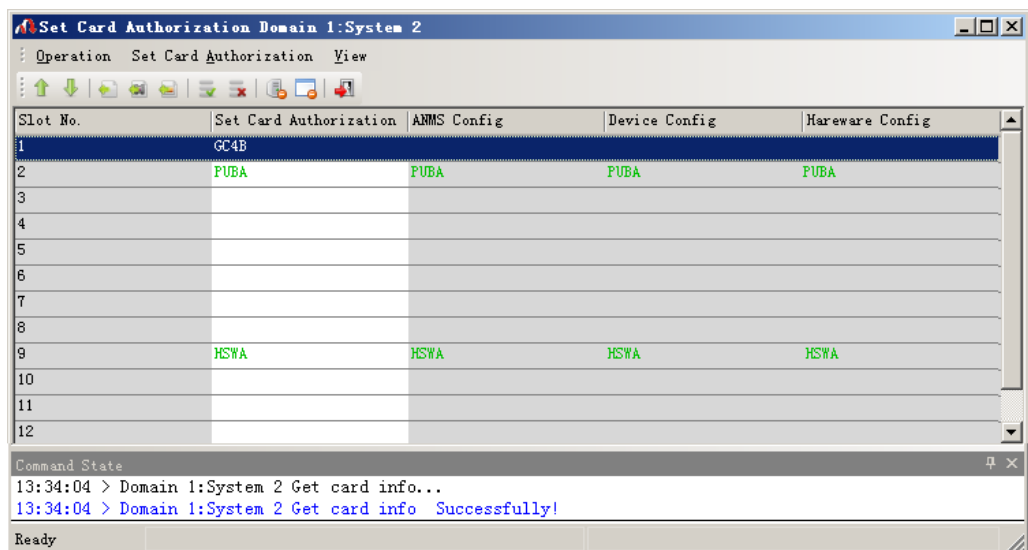 Set Card Authorization Domain 1:System 2
Operation Set Card Authorization View
Slot No. Set Card Authorization ANMS Config Device Config Hareware Config
1 GC4B
2 PUBA PUBA PUBA PUBA
3
4
5
6
7
8
9 HSWA HSWA HSWA HSWA
10
11
12
Command State
13:34:04 > Domain 1:System 2 Get card info...
13:34:04 > Domain 1:System 2 Get card info Successfully!
Ready